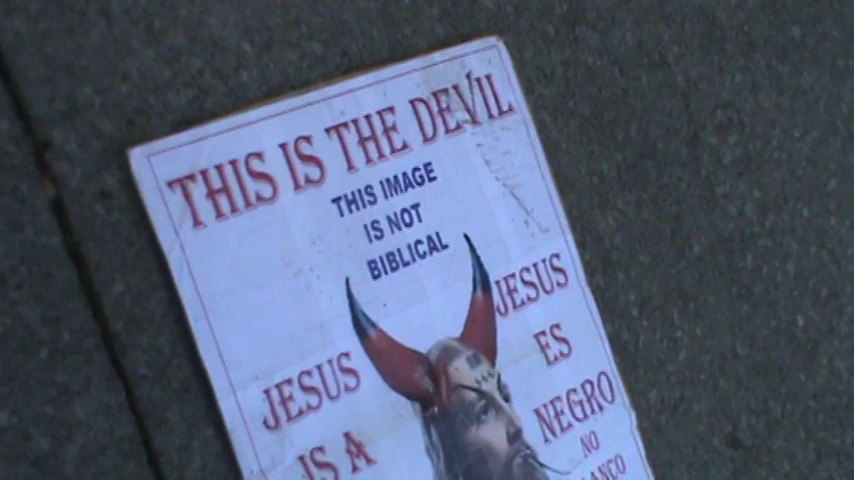 THIS IS THE DEVIL
THIS IMAGE
IS NOT
BIBLICAL
JESUS
IS A
JESUS
ES
NEGRO
NO